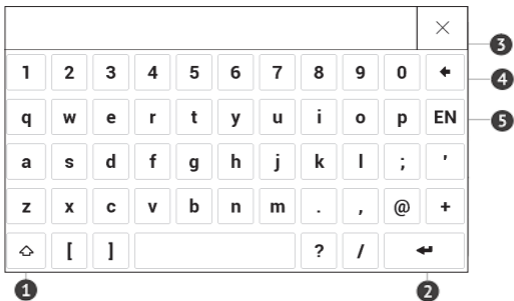 3
1 2 3 4 5 6 7 8 9 0 4
q w e r t y u i o p EN 5
a s d f g h j k l ; '
z x c v b n m . , @ +
[ ] ? /
1 2